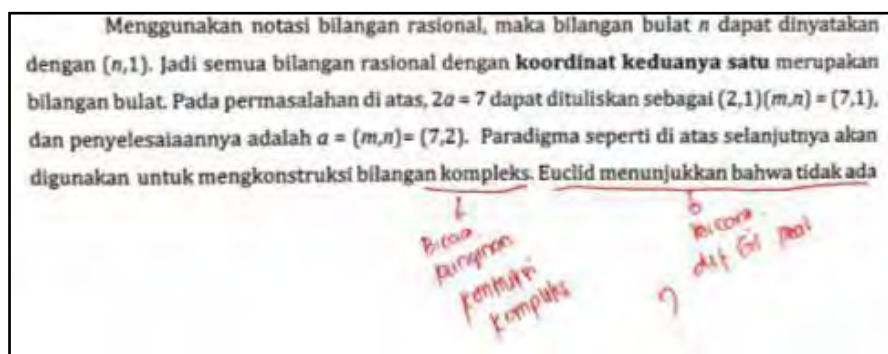 Menggunakan notasi bilangan rasional, maka bilangan bulat n dapat dinyatakan
dengan (n,1). Jadi semua bilangan rasional dengan koordinat keduanya satu merupakan
bilangan bulat. Pada permasalahan di atas, 2a = 7 dapat dituliskan sebagai (2,1)(m,n) = (7,1),
dan penyelesaiaannya adalah a = (m,n)= (7,2). Paradigma seperti di atas selanjutnya akan
digunakan untuk mengkonstruksi bilangan kompleks. Euclid menunjukkan bahwa tidak ada
Bicara
kompleks
bicara
real
?